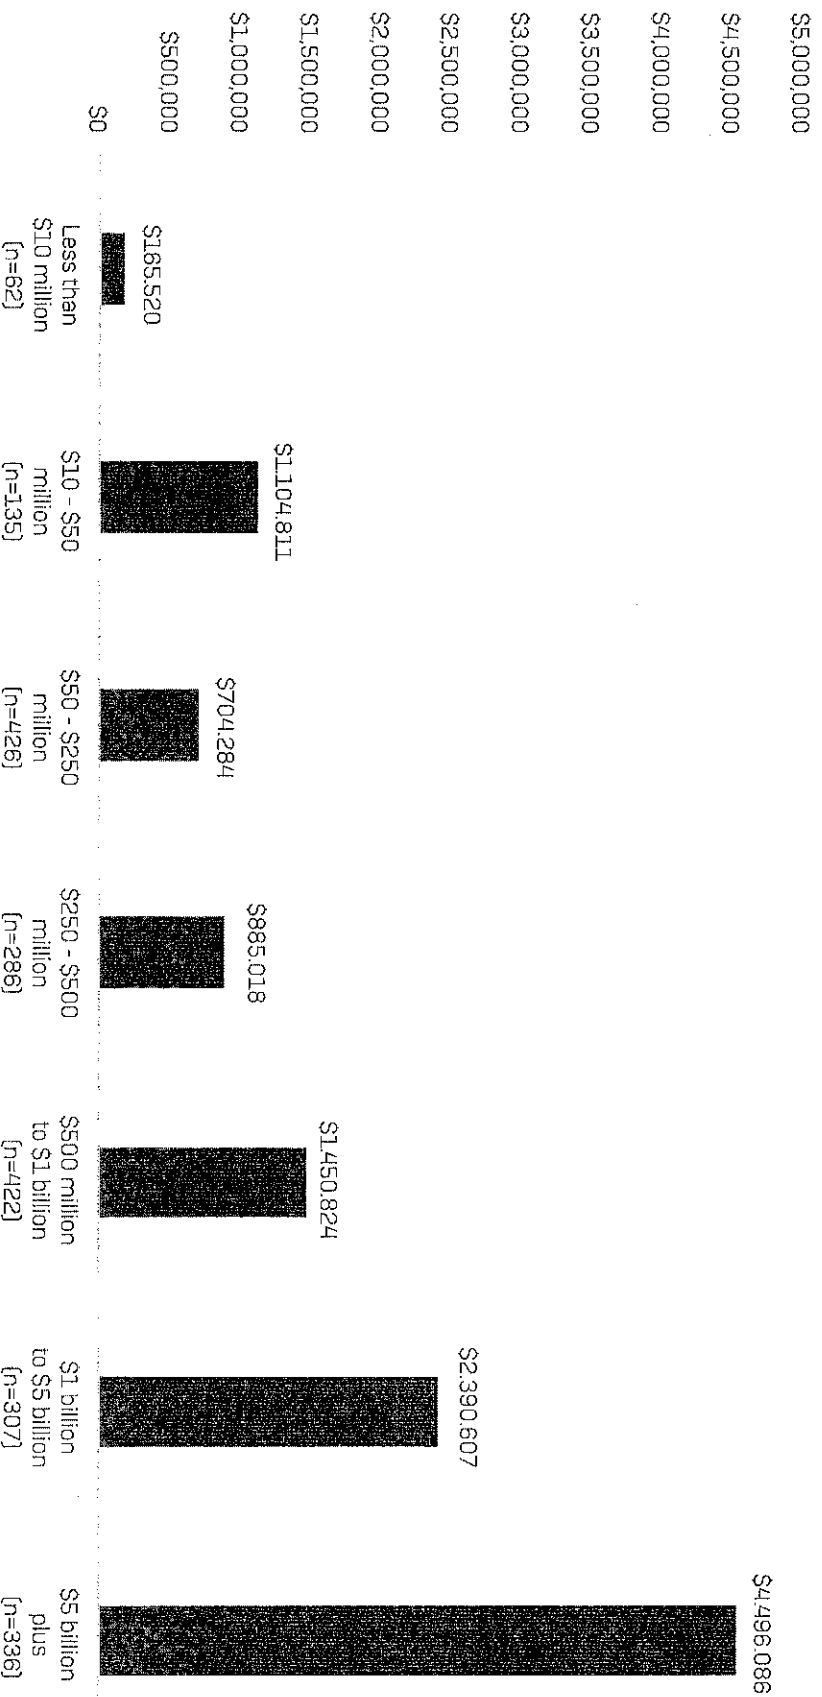 $5,000,000
$4,500,000
$4,000,000
$3,500,000
$3,000,000
$2,500,000
$2,000,000
$1,500,000
$1,000,000
$500,000
$0
$165.520
$1.104.811
$704.284
$885.018
$1.450.824
$2.390.607
$4.496.086
Less than
$10 million
(n=62)
$10 - $50
million
(n=135)
$50 - $250
million
(n=426)
$250 - $500
million
(n=286)
$500 million
to $1 billion
(n=422)
$1 billion
to $5 billion
(n=307)
$5 billion
plus
(n=336)